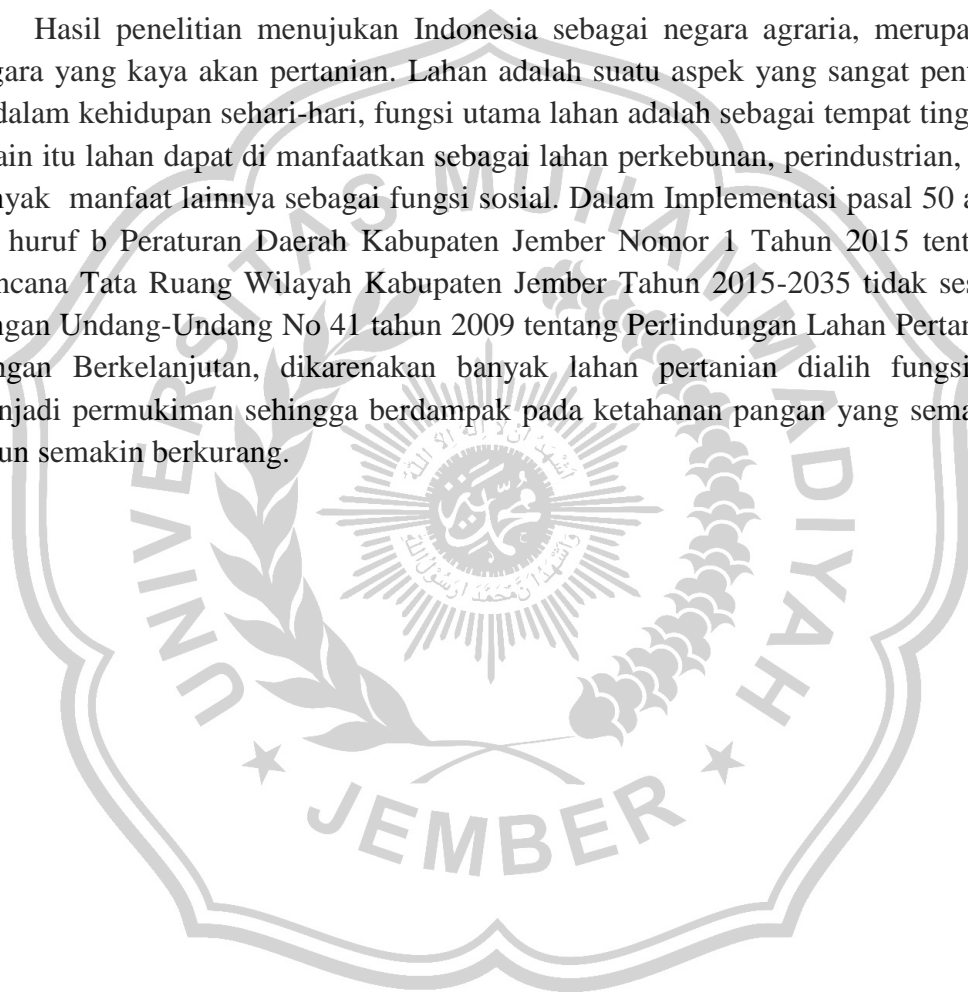 Hasil penelitian menujukan Indonesia sebagai negara agraria, merupa
gara yang kaya akan pertanian. Lahan adalah suatu aspek yang sangat pen
dalam kehidupan sehari-hari, fungsi utama lahan adalah sebagai tempat ting
ain itu lahan dapat di manfaatkan sebagai lahan perkebunan, perindustrian,
nyak manfaat lainnya sebagai fungsi sosial. Dalam Implementasi pasal 50 a
huruf b Peraturan Daerah Kabupaten Jember Nomor 1 Tahun 2015 tent
ncana Tata Ruang Wilayah Kabupaten Jember Tahun 2015-2035 tidak ses
ngan Undang-Undang No 41 tahun 2009 tentang Perlindungan Lahan Pertan
ngan Berkelanjutan, dikarenakan banyak lahan pertanian dialih fungsi
njadi permukiman sehingga berdampak pada ketahanan pangan yang sema
un semakin berkurang.
UNIVERSITAS MUHAMMADIYAH
JEMBER